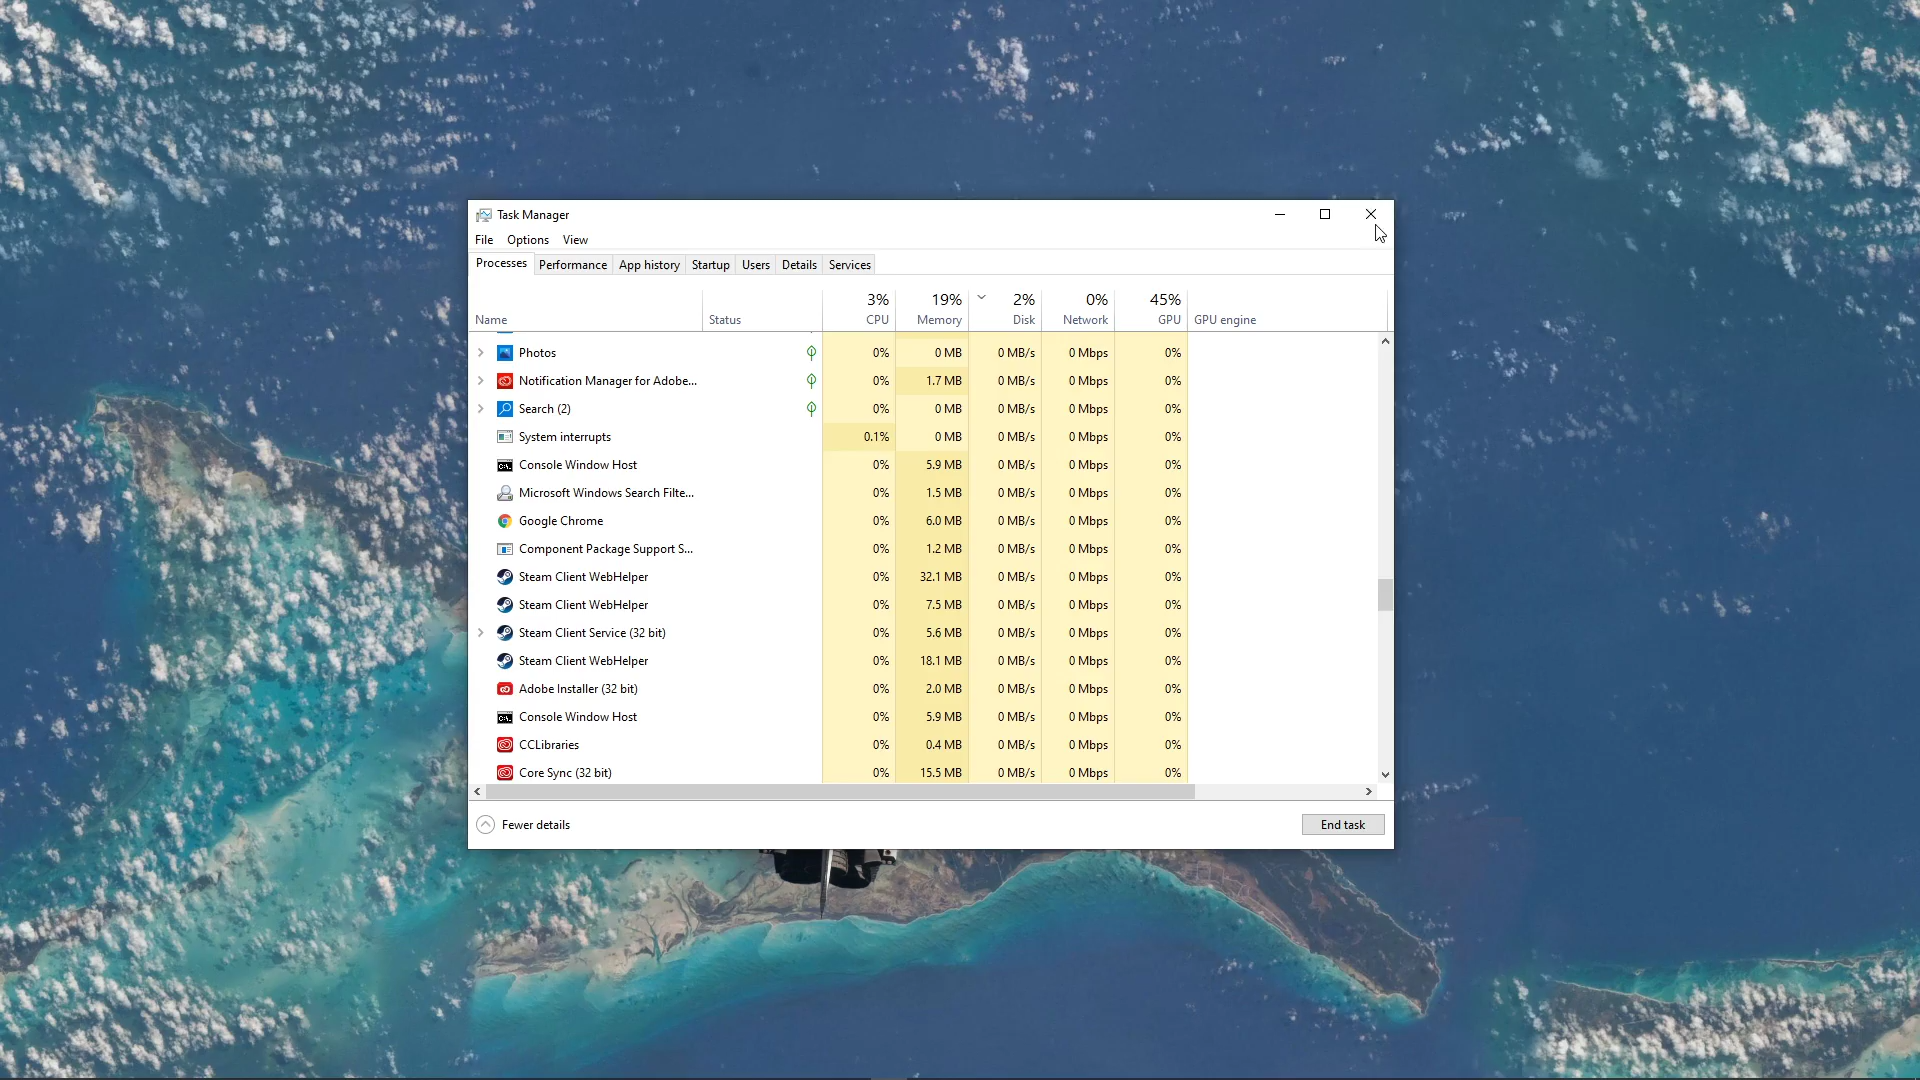 Task Manager
File Options View
Processes Performance App history Startup Users Details Services
3% 19% 2% 0% 45%
Name Status CPU Memory Disk Network GPU GPU engine
Photos 0% 0 MB 0 MB/s 0 Mbps 0%
Notification Manager for Adobe... 0% 1.7 MB 0 MB/s 0 Mbps 0%
Search (2) 0% 0 MB 0 MB/s 0 Mbps 0%
System interrupts 0.1% 0 MB 0 MB/s 0 Mbps 0%
Console Window Host 0% 5.9 MB 0 MB/s 0 Mbps 0%
Microsoft Windows Search Filte... 0% 1.5 MB 0 MB/s 0 Mbps 0%
Google Chrome 0% 6.0 MB 0 MB/s 0 Mbps 0%
Component Package Support S... 0% 1.2 MB 0 MB/s 0 Mbps 0%
Steam Client WebHelper 0% 32.1 MB 0 MB/s 0 Mbps 0%
Steam Client WebHelper 0% 7.5 MB 0 MB/s 0 Mbps 0%
Steam Client Service (32 bit) 0% 5.6 MB 0 MB/s 0 Mbps 0%
Steam Client WebHelper 0% 18.1 MB 0 MB/s 0 Mbps 0%
Adobe Installer (32 bit) 0% 2.0 MB 0 MB/s 0 Mbps 0%
Console Window Host 0% 5.9 MB 0 MB/s 0 Mbps 0%
CCLibraries 0% 0.4 MB 0 MB/s 0 Mbps 0%
Core Sync (32 bit) 0% 15.5 MB 0 MB/s 0 Mbps 0%
Fewer details End task